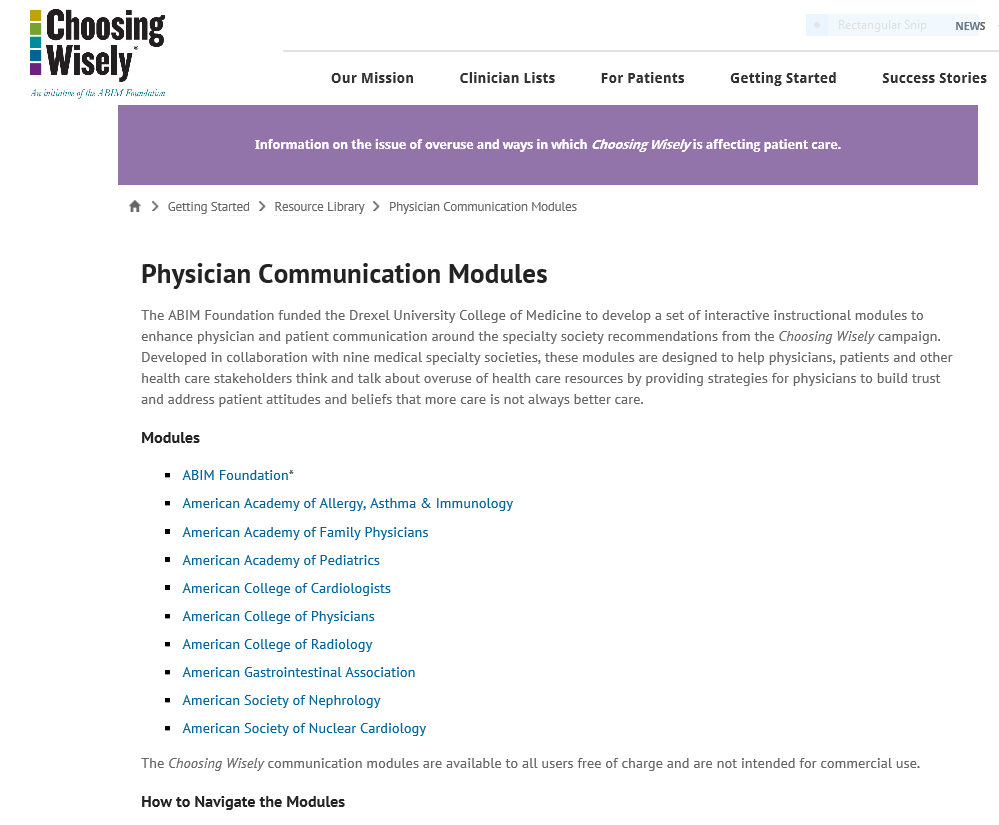 Choosing
Wisely®
An initiative of the ABIM Foundation
Rectangular Snip
NEWS
Our Mission Clinician Lists For Patients Getting Started Success Stories
Information on the issue of overuse and ways in which Choosing Wisely is affecting patient care.
Getting Started Resource Library Physician Communication Modules
Physician Communication Modules
The ABIM Foundation funded the Drexel University College of Medicine to develop a set of interactive instructional modules to
enhance physician and patient communication around the specialty society recommendations from the Choosing Wisely campaign.
Developed in collaboration with nine medical specialty societies, these modules are designed to help physicians, patients and other
health care stakeholders think and talk about overuse of health care resources by providing strategies for physicians to build trust
and address patient attitudes and beliefs that more care is not always better care.
Modules
ABIM Foundation*
American Academy of Allergy, Asthma & Immunology
American Academy of Family Physicians
American Academy of Pediatrics
American College of Cardiologists
American College of Physicians
American College of Radiology
American Gastrointestinal Association
American Society of Nephrology
American Society of Nuclear Cardiology
The Choosing Wisely communication modules are available to all users free of charge and are not intended for commercial use.
How to Navigate the Modules